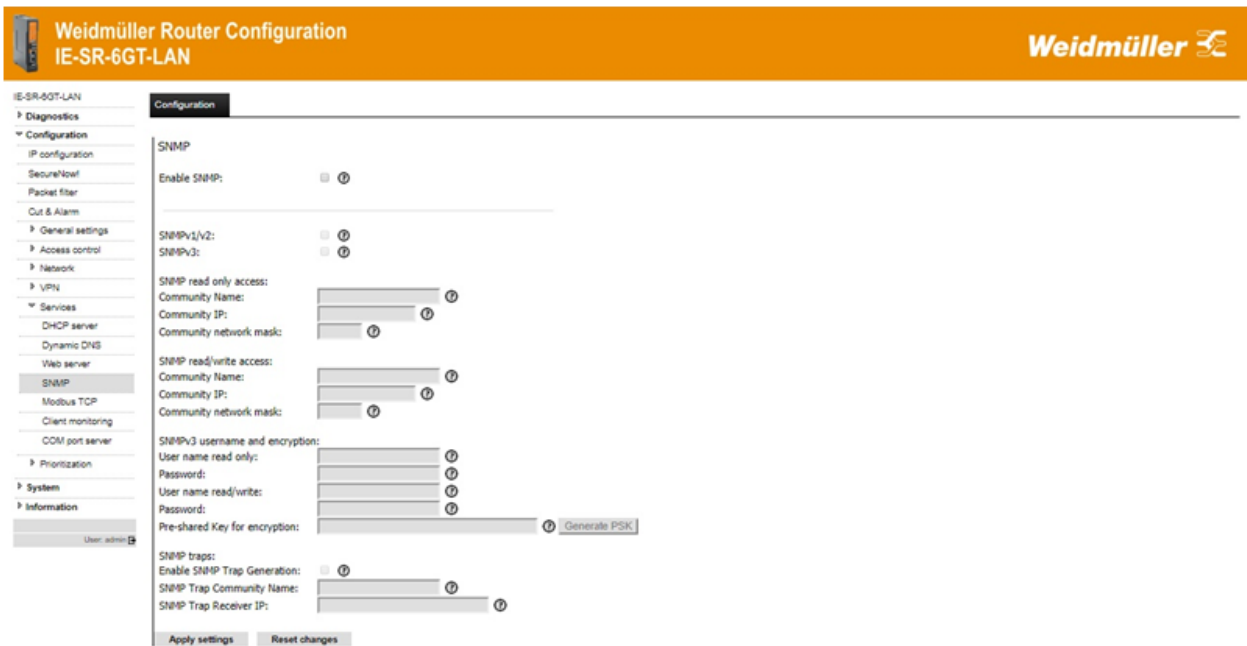 Weidmüller Router Configuration
IE-SR-6GT-LAN
Weidmüller
IE-SR-6GT-LAN
Diagnostics
Configuration
IP configuration
SecureNow!
Packet filter
Cut & Alarm
General settings
Access control
Network
VPN
Services
DHCP server
Dynamic DNS
Web server
SNMP
Modbus TCP
Client monitoring
COM port server
Prioritization
System
Information
User: admin
Configuration
SNMP
Enable SNMP:
SNMPv1/v2:
SNMPv3:
SNMP read only access:
Community Name:
Community IP:
Community network mask:
SNMP read/write access:
Community Name:
Community IP:
Community network mask:
SNMPv3 username and encryption:
User name read only:
Password:
User name read/write:
Password:
Pre-shared Key for encryption: Generate PSK
SNMP traps:
Enable SNMP Trap Generation:
SNMP Trap Community Name:
SNMP Trap Receiver IP:
Apply settings Reset changes